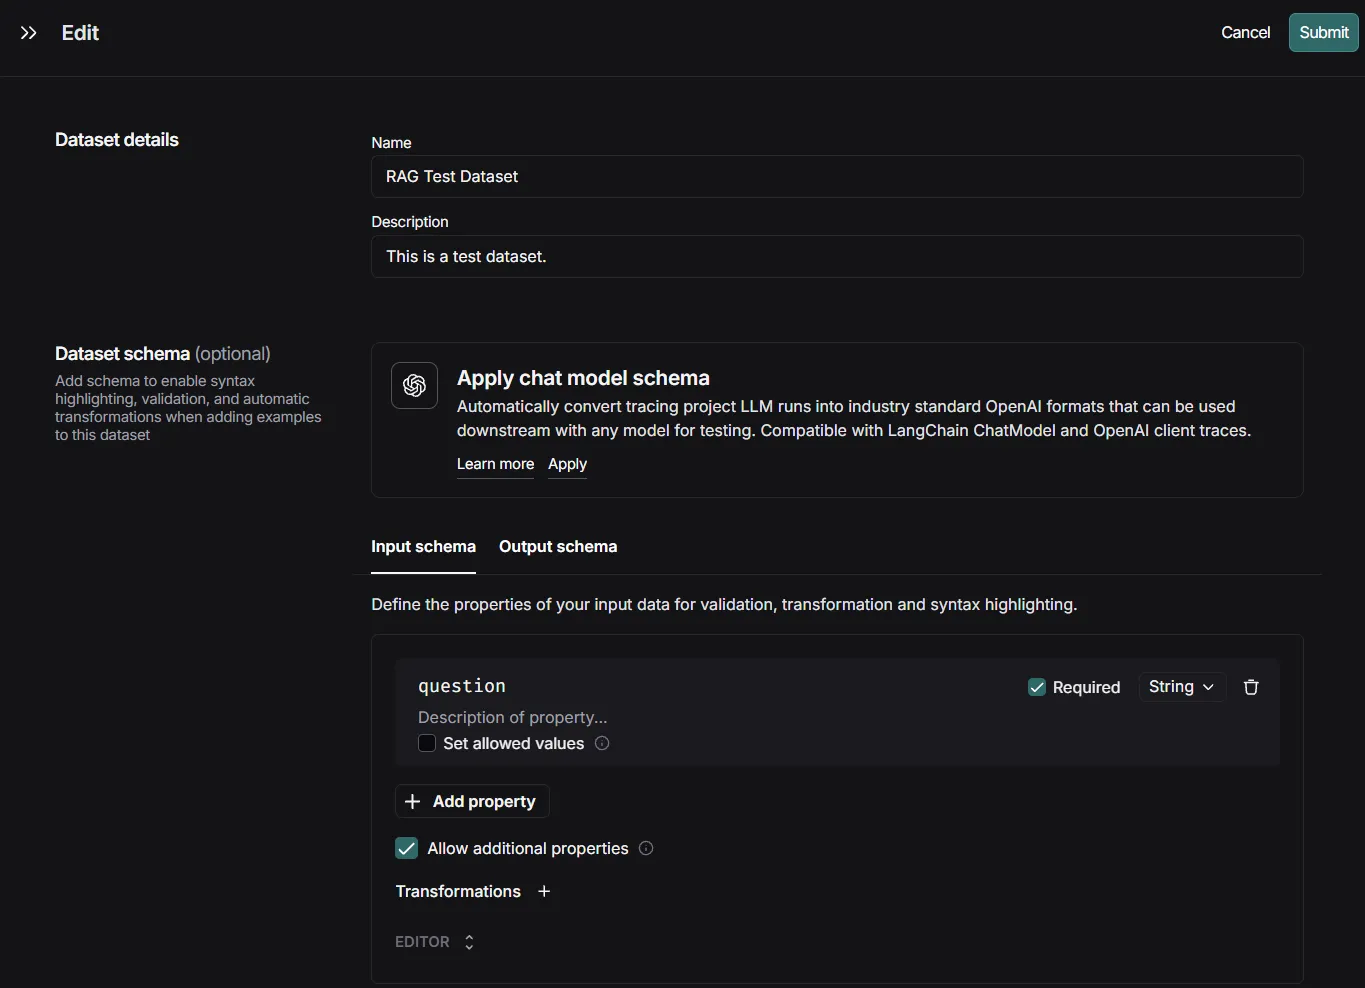 Edit
Cancel
Submit
Dataset details
Name
RAG Test Dataset
Description
This is a test dataset.
Dataset schema (optional)
Add schema to enable syntax
highlighting, validation, and automatic
transformations when adding examples
to this dataset
Apply chat model schema
Automatically convert tracing project LLM runs into industry standard OpenAI formats that can be used
downstream with any model for testing. Compatible with LangChain ChatModel and OpenAI client traces.
Learn more Apply
Input schema Output schema
Define the properties of your input data for validation, transformation and syntax highlighting.
question
Required
String
Description of property...
Set allowed values
Add property
Allow additional properties
Transformations
EDITOR